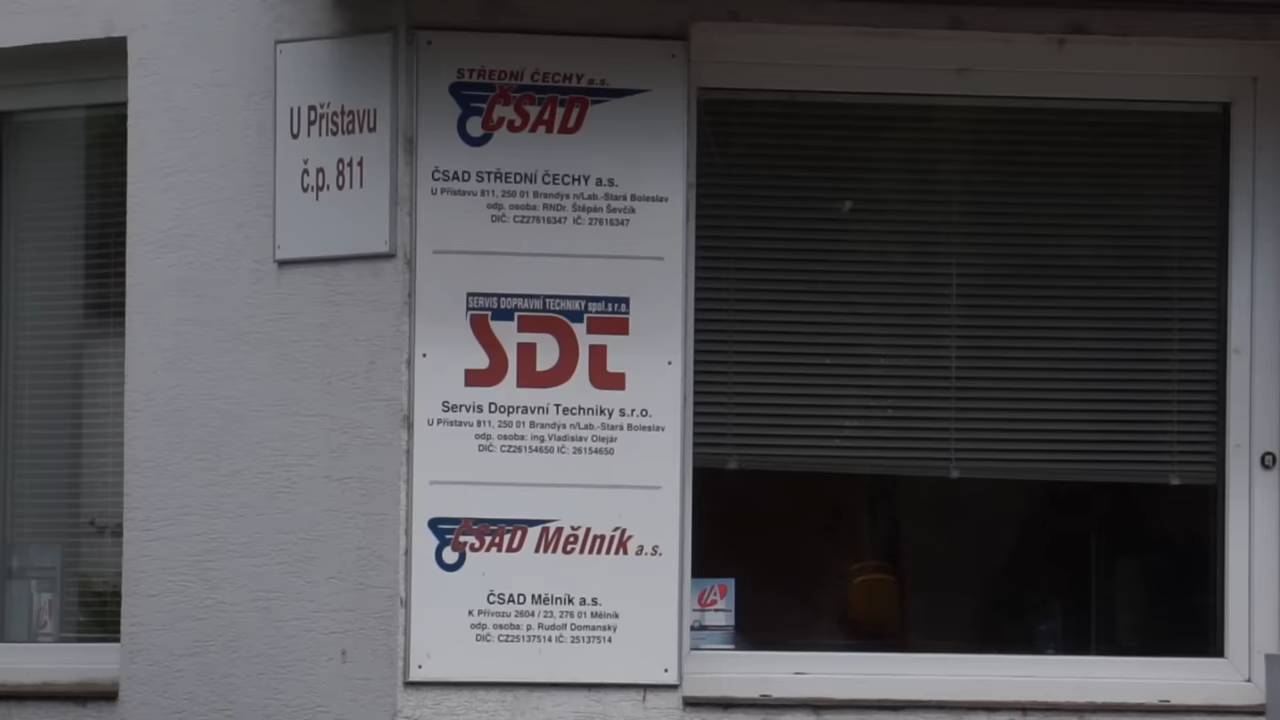 U Přístavu
č.p. 811
STŘEDNÍ ČECHY a.s.
ČSAD
ČSAD STŘEDNÍ ČECHY a.s.
U Přístavu 811, 250 01 Brandýs n/Lab.-Stará Boleslav
odp. osoba: RNDr. Štěpán Ševčík
DIČ: CZ27616347 IČ: 27616347
SERVIS DOPRAVNÍ TECHNIKY spol.s r.o.
SDT
Servis Dopravní Techniky s.r.o.
U Přístavu 811, 250 01 Brandýs n/Lab.-Stará Boleslav
odp. osoba: ing.Vladislav Olejár
DIČ: CZ26154650 IČ: 26154650
ČSAD Mělník a.s.
ČSAD Mělník a.s.
K Přívozu 2604 / 23, 276 01 Mělník
odp. osoba: p. Rudolf Domanský
DIČ: CZ25137514 IČ: 25137514